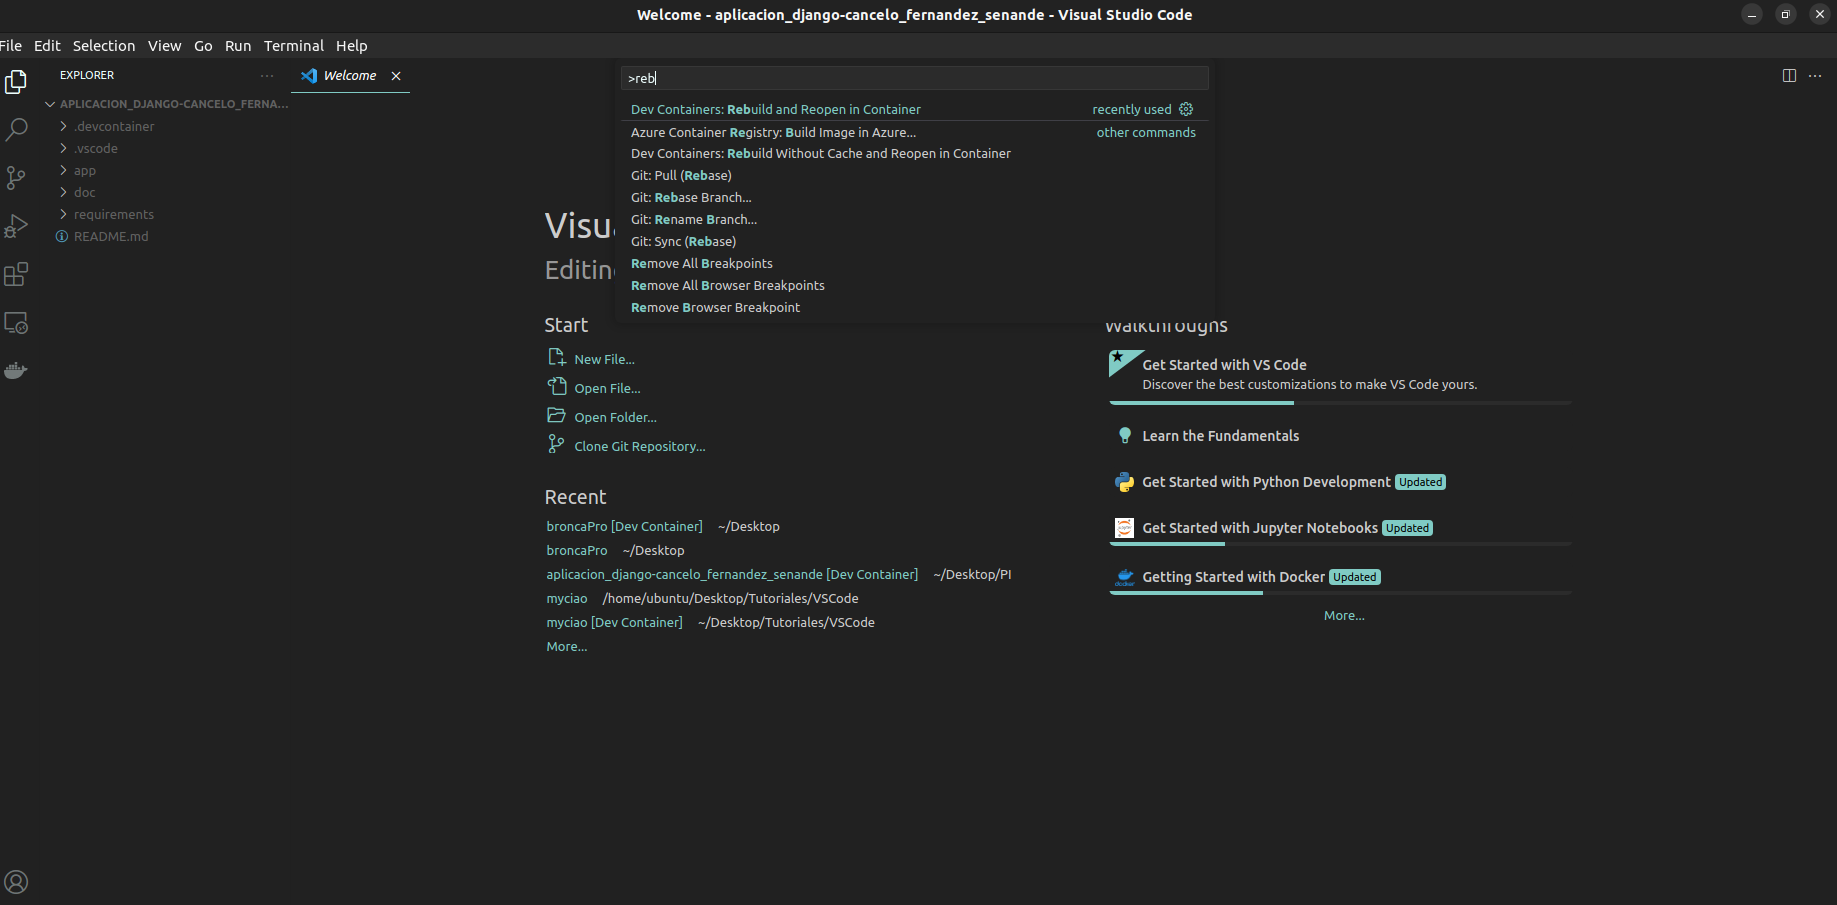 Welcome - aplicacion_django-cancelo_fernandez_senande - Visual Studio Code
File Edit Selection View Go Run Terminal Help
EXPLORER
Welcome
>reb
APLICACION_DJANGO-CANCELO_FERNA...
.devcontainer
.vscode
app
doc
requirements
README.md
Dev Containers: Rebuild and Reopen in Container recently used
Azure Container Registry: Build Image in Azure... other commands
Dev Containers: Rebuild Without Cache and Reopen in Container
Git: Pull (Rebase)
Git: Rebase Branch...
Git: Rename Branch...
Git: Sync (Rebase)
Remove All Breakpoints
Remove All Browser Breakpoints
Remove Browser Breakpoint
Visu
Editin
Start
New File...
Open File...
Open Folder...
Clone Git Repository...
Recent
broncaPro [Dev Container] ~/Desktop
broncaPro ~/Desktop
aplicacion_django-cancelo_fernandez_senande [Dev Container] ~/Desktop/PI
myciao /home/ubuntu/Desktop/Tutoriales/VSCode
myciao [Dev Container] ~/Desktop/Tutoriales/VSCode
More...
Walkthroughs
Get Started with VS Code
Discover the best customizations to make VS Code yours.
Learn the Fundamentals
Get Started with Python Development Updated
Get Started with Jupyter Notebooks Updated
Getting Started with Docker Updated
More...